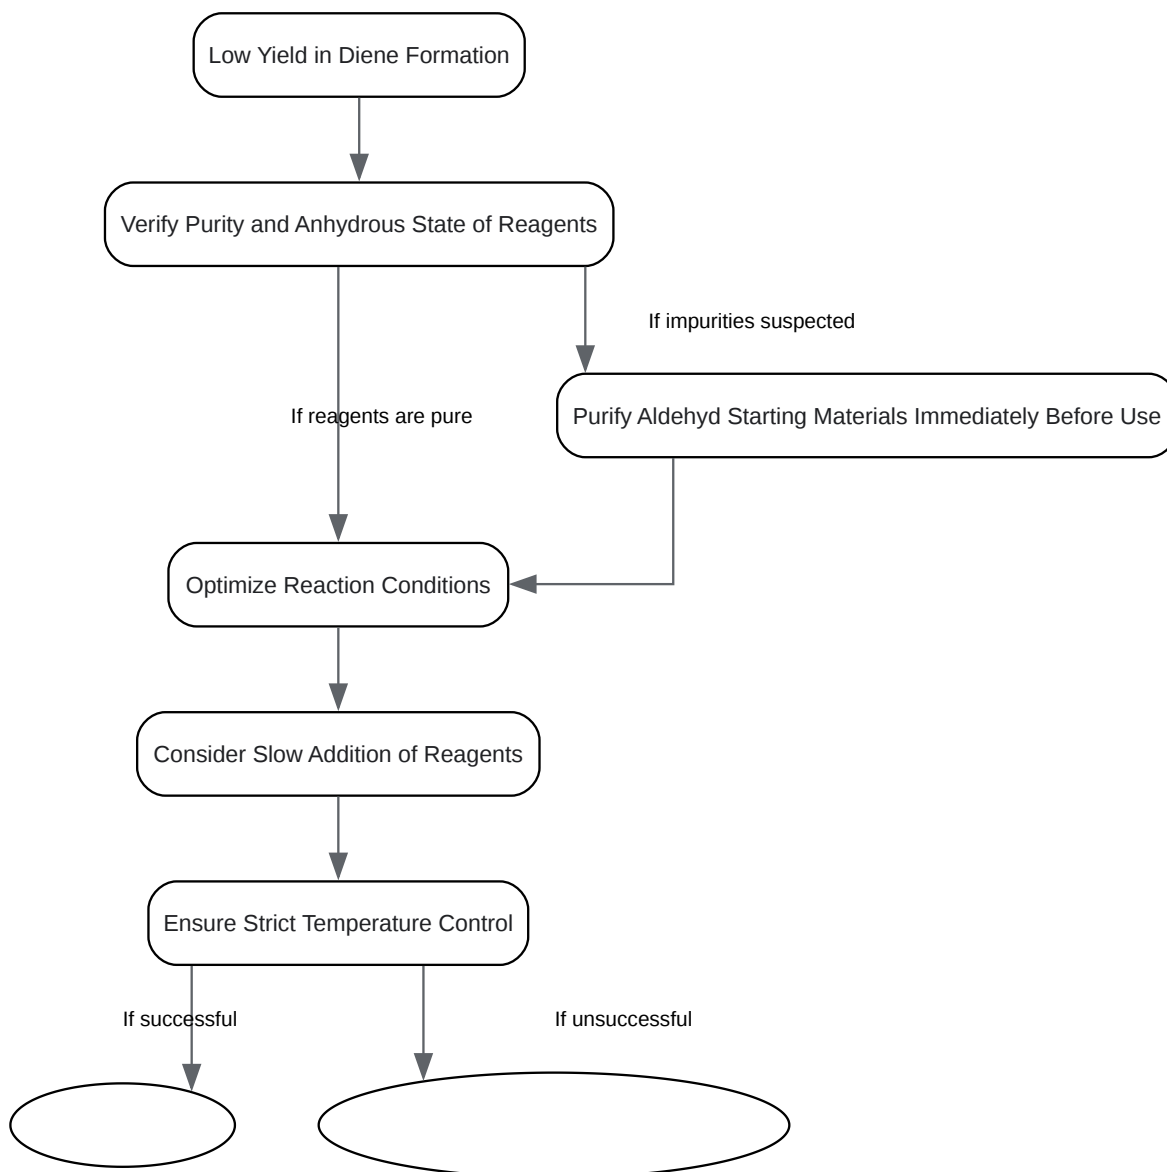 Low Yield in Diene Formation
Verify Purity and Anhydrous State of Reagents
If impurities suspected
If reagents are pure
Purify Aldehyd Starting Materials Immediately Before Use
Optimize Reaction Conditions
Consider Slow Addition of Reagents
Ensure Strict Temperature Control
If successful
If unsuccessful